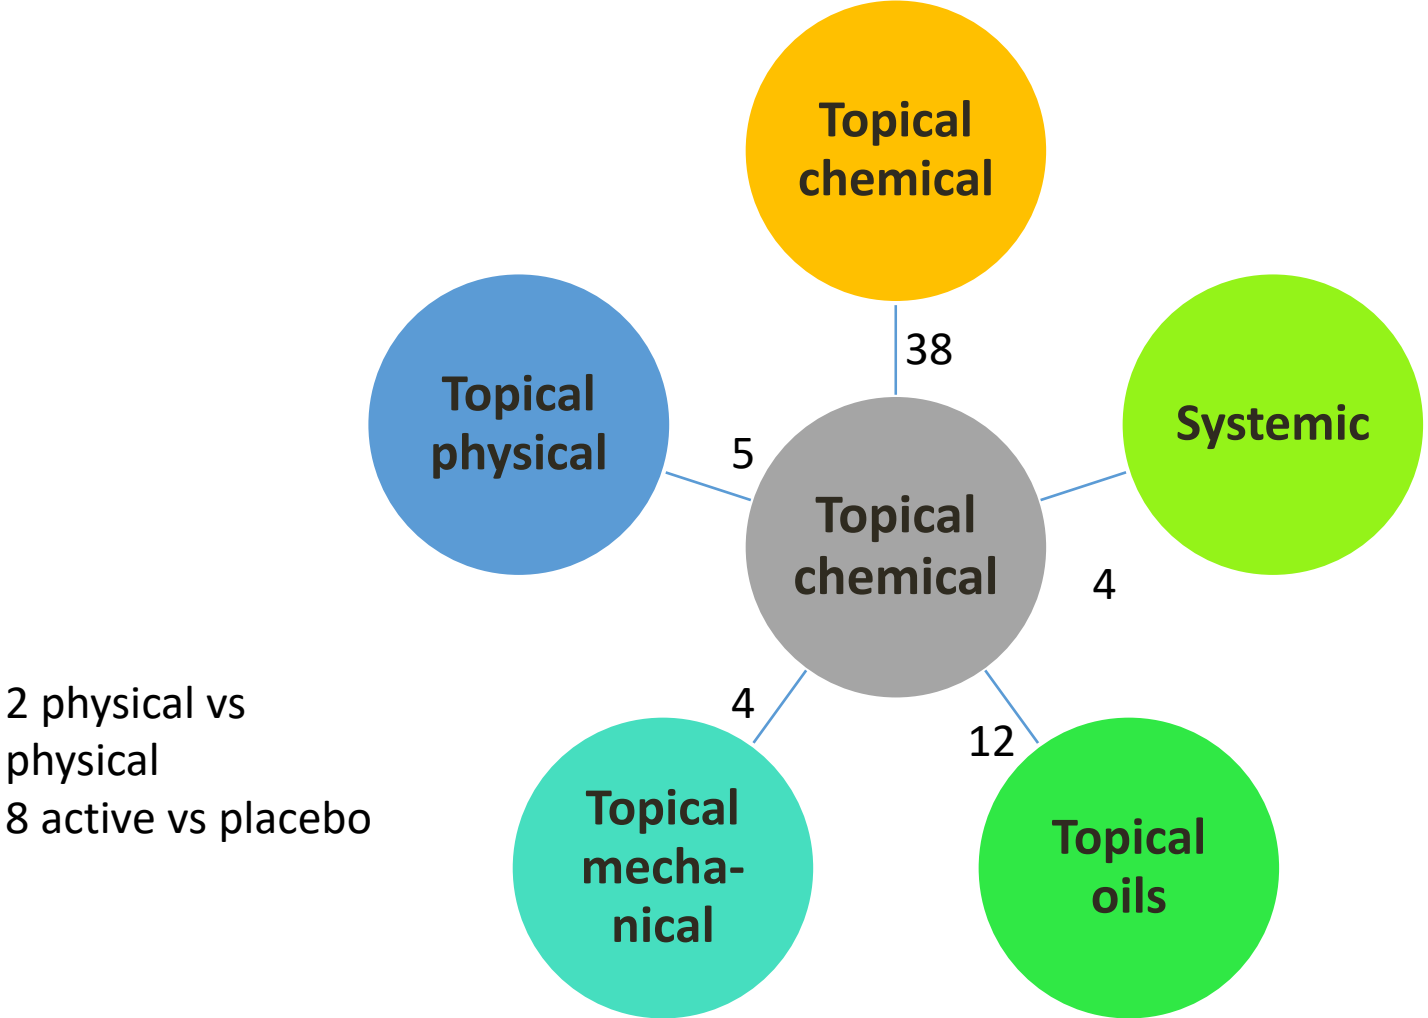 Topical
chemical
38
Topical
physical
5
Systemic
4
Topical
chemical
2 physical vs
physical
8 active vs placebo
4
Topical
mecha-
nical
12
Topical
oils